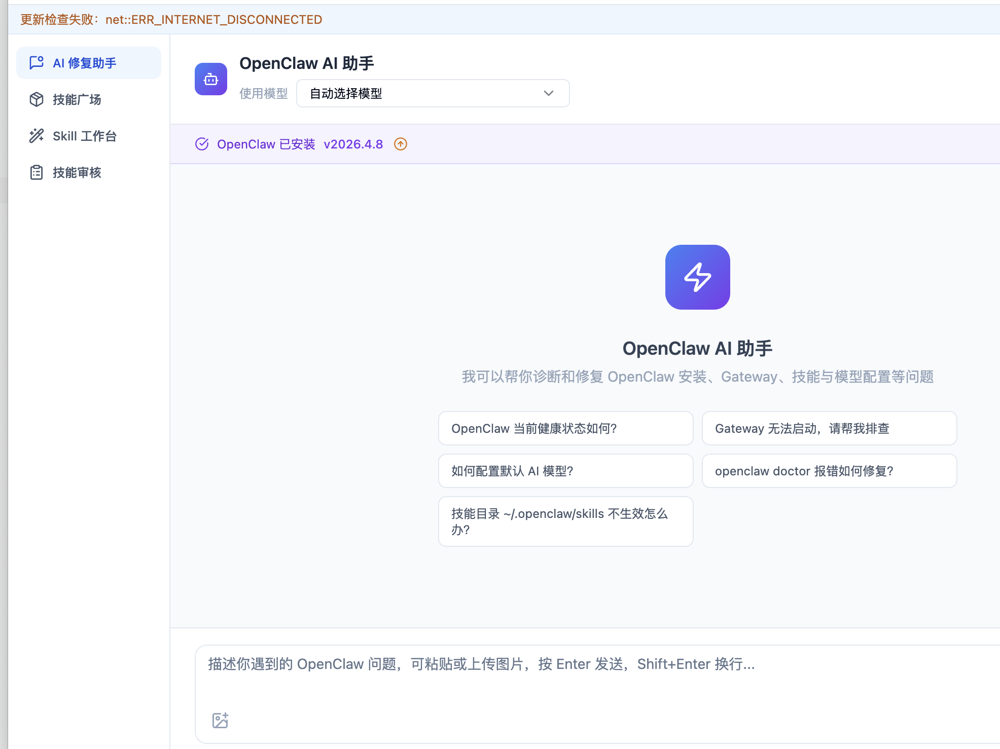 更新检查失败：net::ERR_INTERNET_DISCONNECTED
AI 修复助手
技能广场
Skill 工作台
技能审核
OpenClaw AI 助手
使用模型 自动选择模型
OpenClaw 已安装 v2026.4.8
OpenClaw AI 助手
我可以帮你诊断和修复 OpenClaw 安装、Gateway、技能与模型配置等问题
OpenClaw 当前健康状态如何?
Gateway 无法启动，请帮我排查
如何配置默认 AI 模型?
openclaw doctor 报错如何修复?
技能目录 ~/.openclaw/skills 不生效怎么
办?
描述你遇到的 OpenClaw 问题，可粘贴或上传图片，按 Enter 发送，Shift+Enter 换行...